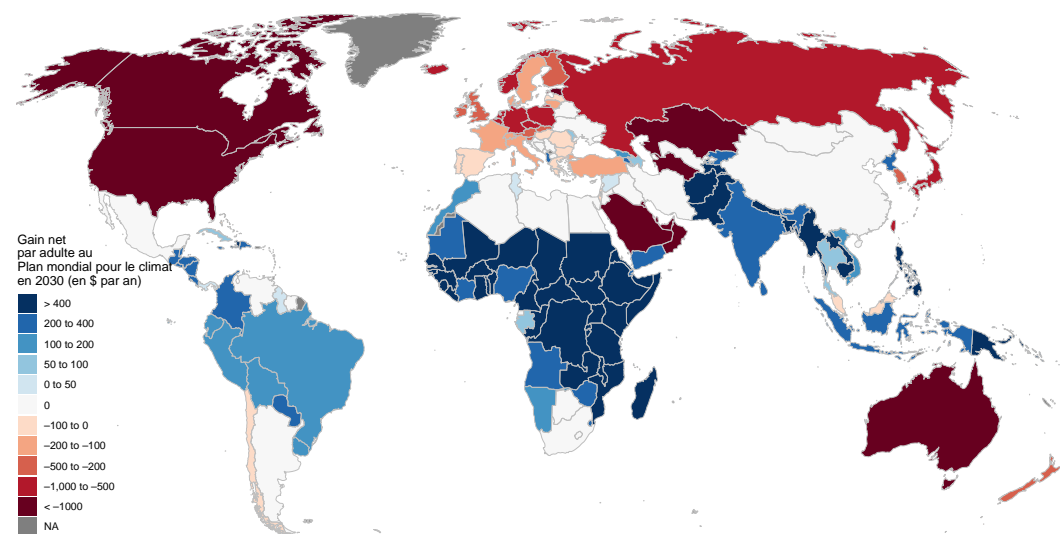 Gain net
par adulte au
Plan mondial pour le climat
en 2030 (en $ par an)
> 400
200 to 400
100 to 200
50 to 100
0 to 50
0
–100 to 0
–200 to –100
–500 to –200
–1,000 to –500
< –1000
NA